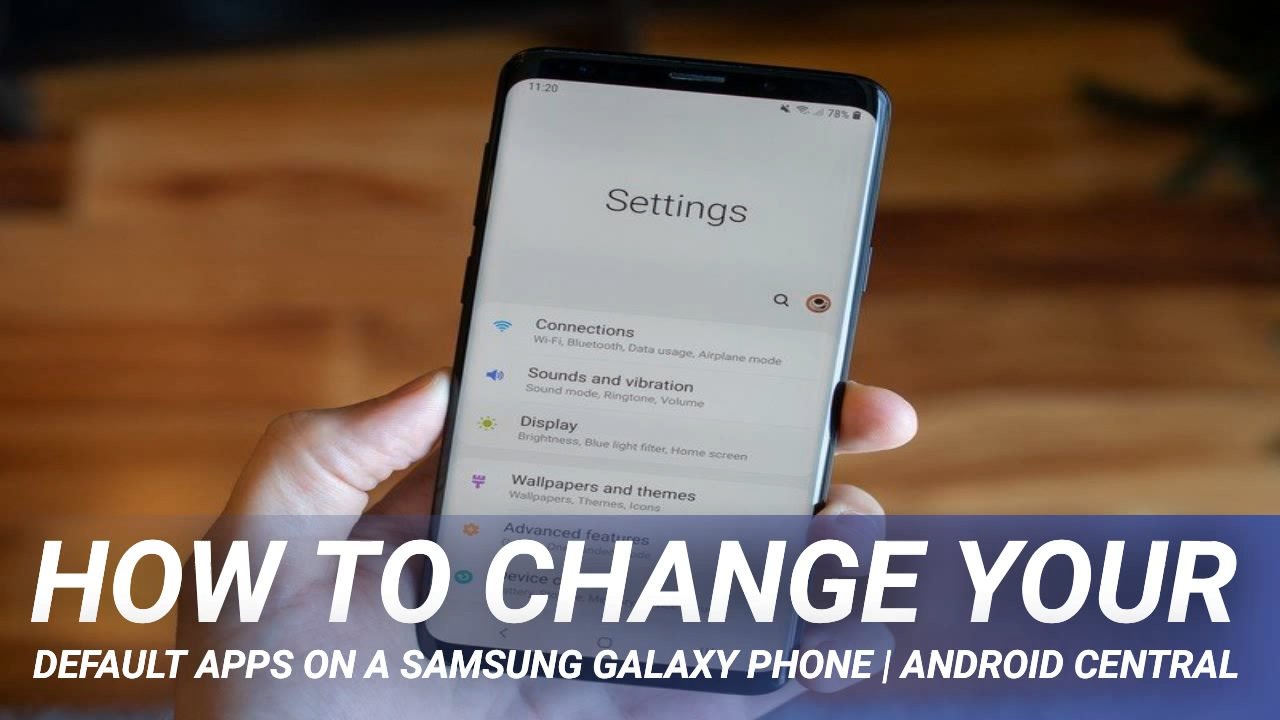 11:20
78%
Settings
Connections
Wi-Fi, Bluetooth, Data usage, Airplane mode
Sounds and vibration
Sound mode, Ringtone, Volume
Display
Brightness, Blue light filter, Home screen
Wallpapers and themes
Wallpapers, Themes, Icons
Advanced features
HOW TO CHANGE YOUR
DEFAULT APPS ON A SAMSUNG GALAXY PHONE | ANDROID CENTRAL